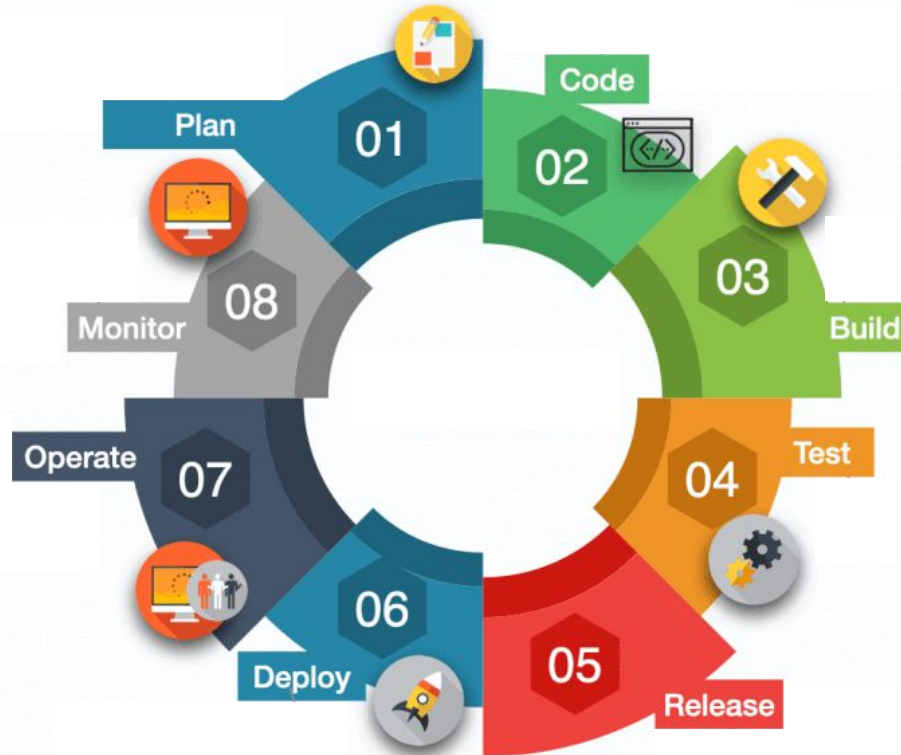 Plan
01
Code
02
</>
03
Build
04
Test
05
Release
06
Deploy
07
Operate
08
Monitor